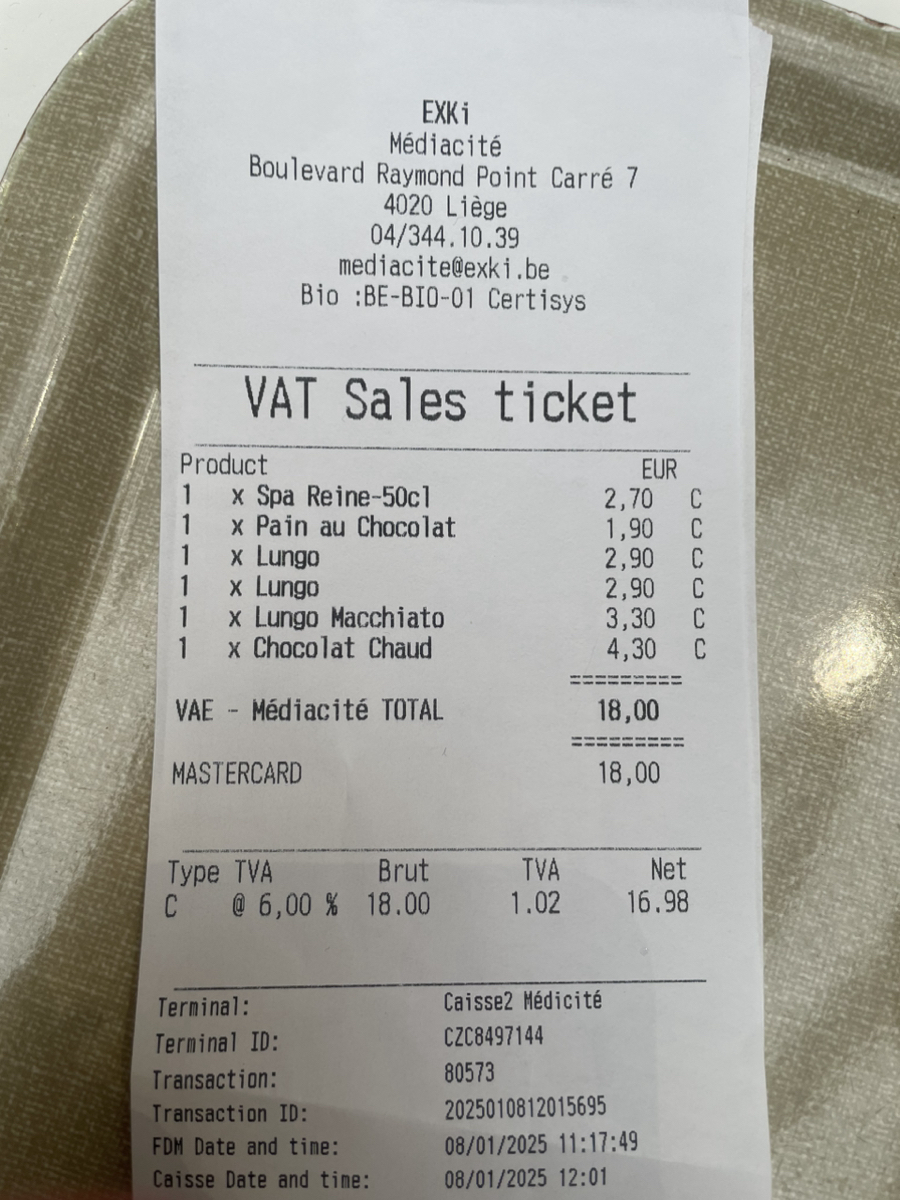 EXKi
Médiacité
Boulevard Raymond Point Carré 7
4020 Liège
04/344.10.39
mediacite@exki.be
Bio :BE-BIO-01 Certisys
VAT Sales ticket
Product EUR
1 x Spa Reine-50cl 2,70 C
1 x Pain au Chocolat 1,90 C
1 x Lungo 2,90 C
1 x Lungo 2,90 C
1 x Lungo Macchiato 3,30 C
1 x Chocolat Chaud 4,30 C
=========
VAE - Médiacité TOTAL 18,00
=========
MASTERCARD 18,00
Type TVA Brut TVA Net
C @ 6,00 % 18.00 1.02 16.98
Terminal: Caisse2 Médicité
Terminal ID: CZC8497144
Transaction: 80573
Transaction ID: 2025010812015695
FDM Date and time: 08/01/2025 11:17:49
Caisse Date and time: 08/01/2025 12:01